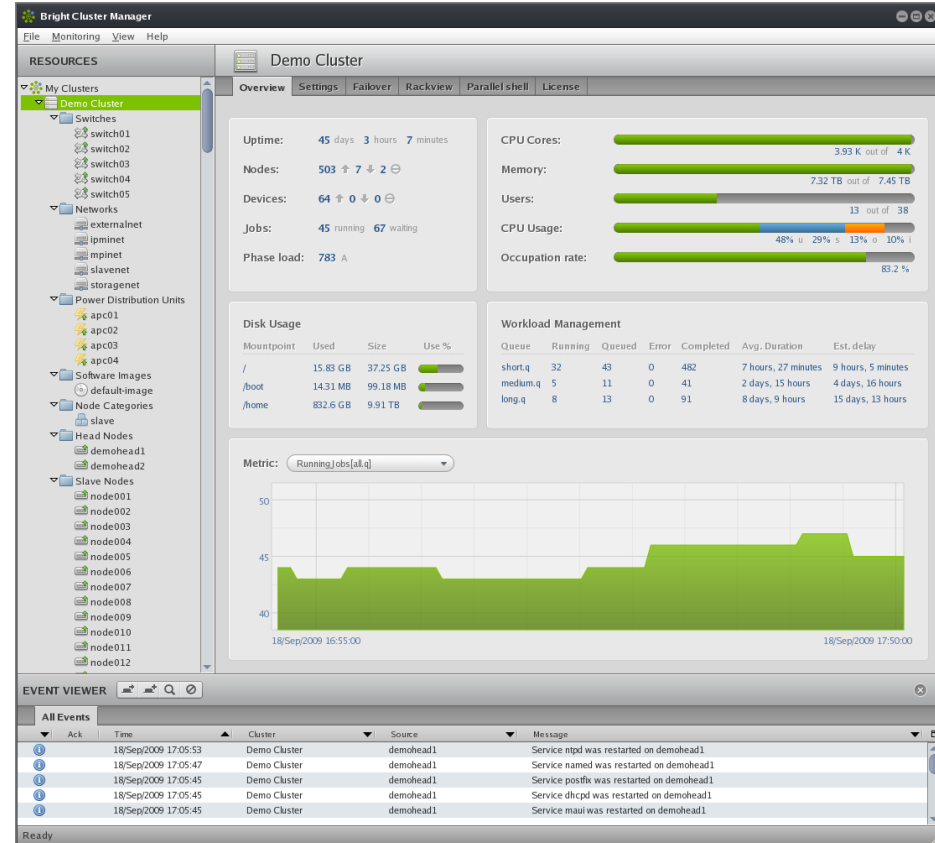 Bright Cluster Manager
File Monitoring View Help
RESOURCES
My Clusters
Demo Cluster
Switches
switch01
switch02
switch03
switch04
switch05
Networks
externalnet
ipminet
mpinet
slavenet
storagenet
Power Distribution Units
apc01
apc02
apc03
apc04
Software Images
default-image
Node Categories
slave
Head Nodes
demohead1
demohead2
Slave Nodes
node001
node002
node003
node004
node005
node006
node007
node008
node009
node010
node011
node012
Demo Cluster
Overview Settings Failover Rackview Parallel shell License
Uptime: 45 days 3 hours 7 minutes
Nodes: 503 7 2
Devices: 64 0 0
Jobs: 45 running 67 waiting
Phase load: 783 A
CPU Cores:
3.93 K out of 4 K
Memory:
7.32 TB out of 7.45 TB
Users:
13 out of 38
CPU Usage:
48% u 29% s 13% o 10% i
Occupation rate:
83.2 %
Disk Usage
Mountpoint Used Size Use %
/ 15.83 GB 37.25 GB
/boot 14.31 MB 99.18 MB
/home 832.6 GB 9.91 TB
Workload Management
Queue Running Queued Error Completed Avg. Duration Est. delay
short.q 32 43 0 482 7 hours, 27 minutes 9 hours, 5 minutes
medium.q 5 11 0 41 2 days, 15 hours 4 days, 16 hours
long.q 8 13 0 91 8 days, 9 hours 15 days, 13 hours
Metric: RunningJobs[all.q]
50
45
40
18/Sep/2009 16:55:00 18/Sep/2009 17:50:00
EVENT VIEWER
All Events
Ack Time Cluster Source Message
18/Sep/2009 17:05:53 Demo Cluster demohead1 Service ntpd was restarted on demohead1
18/Sep/2009 17:05:47 Demo Cluster demohead1 Service named was restarted on demohead1
18/Sep/2009 17:05:45 Demo Cluster demohead1 Service postfix was restarted on demohead1
18/Sep/2009 17:05:45 Demo Cluster demohead1 Service dhcpd was restarted on demohead1
18/Sep/2009 17:05:45 Demo Cluster demohead1 Service maui was restarted on demohead1
Ready